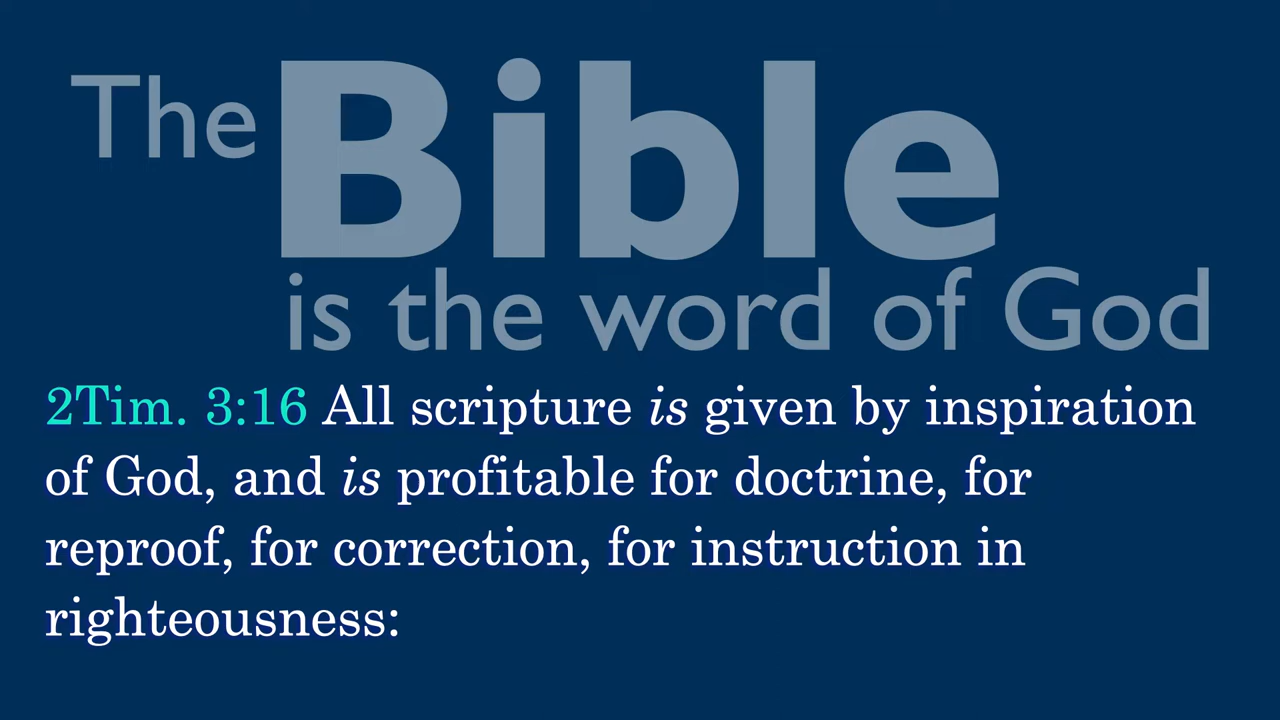 The Bible
is the word of God
2Tim. 3:16 All scripture is given by inspiration
of God, and is profitable for doctrine, for
reproof, for correction, for instruction in
righteousness: